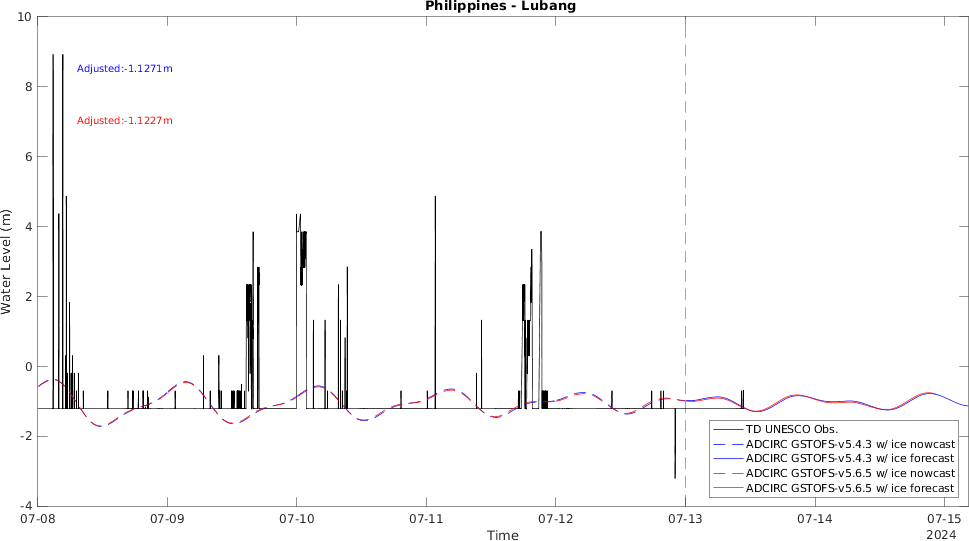 Philippines - Lubang
10
8
6
4
2
0
-2
-4
Water Level (m)
Adjusted:-1.1271m
Adjusted:-1.1227m
TD UNESCO Obs.
ADCIRC GSTOFS-v5.4.3 w/ ice nowcast
ADCIRC GSTOFS-v5.4.3 w/ ice forecast
ADCIRC GSTOFS-v5.6.5 w/ ice nowcast
ADCIRC GSTOFS-v5.6.5 w/ ice forecast
07-08 07-09 07-10 07-11 07-12 07-13 07-14 07-15
Time
2024